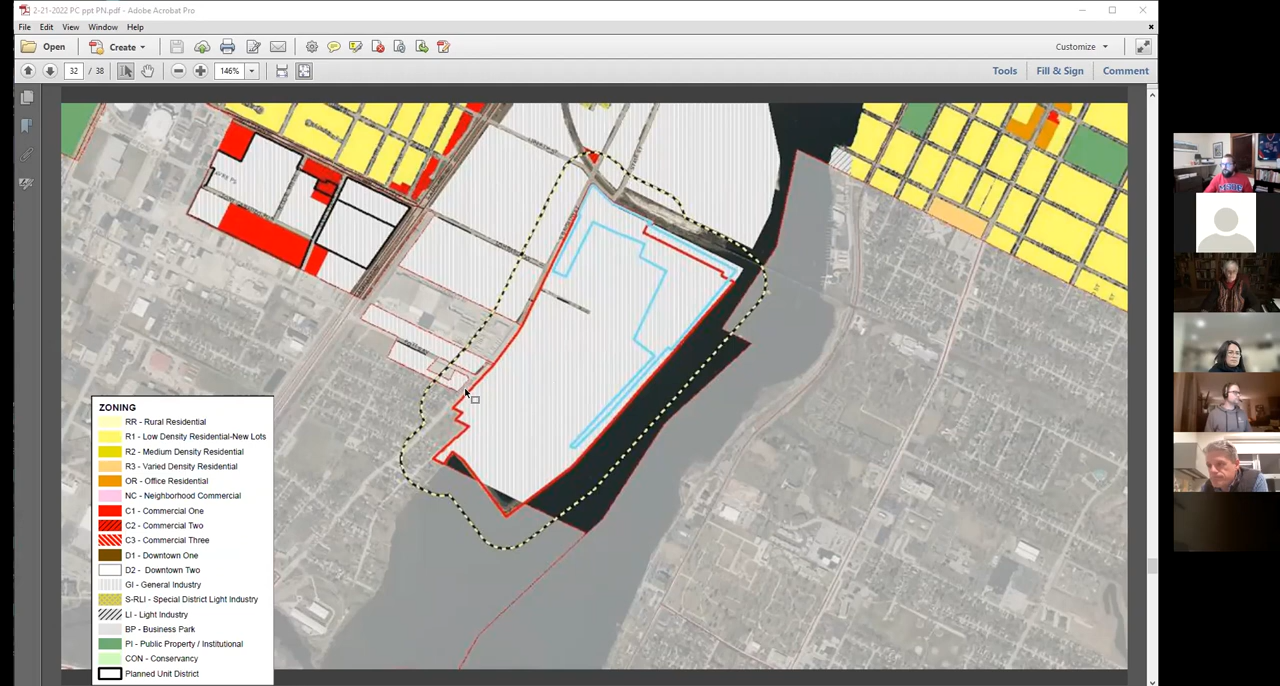 2-21-2022 PC ppt PN.pdf - Adobe Acrobat Pro
File Edit View Window Help
Open Create Customize
32 / 38 146% Tools Fill & Sign Comment
ZONING
RR - Rural Residential
R1 - Low Density Residential-New Lots
R2 - Medium Density Residential
R3 - Varied Density Residential
OR - Office Residential
NC - Neighborhood Commercial
C1 - Commercial One
C2 - Commercial Two
C3 - Commercial Three
D1 - Downtown One
D2 - Downtown Two
GI - General Industry
S-RLI - Special District Light Industry
LI - Light Industry
BP - Business Park
PI - Public Property / Institutional
CON - Conservancy
Planned Unit District